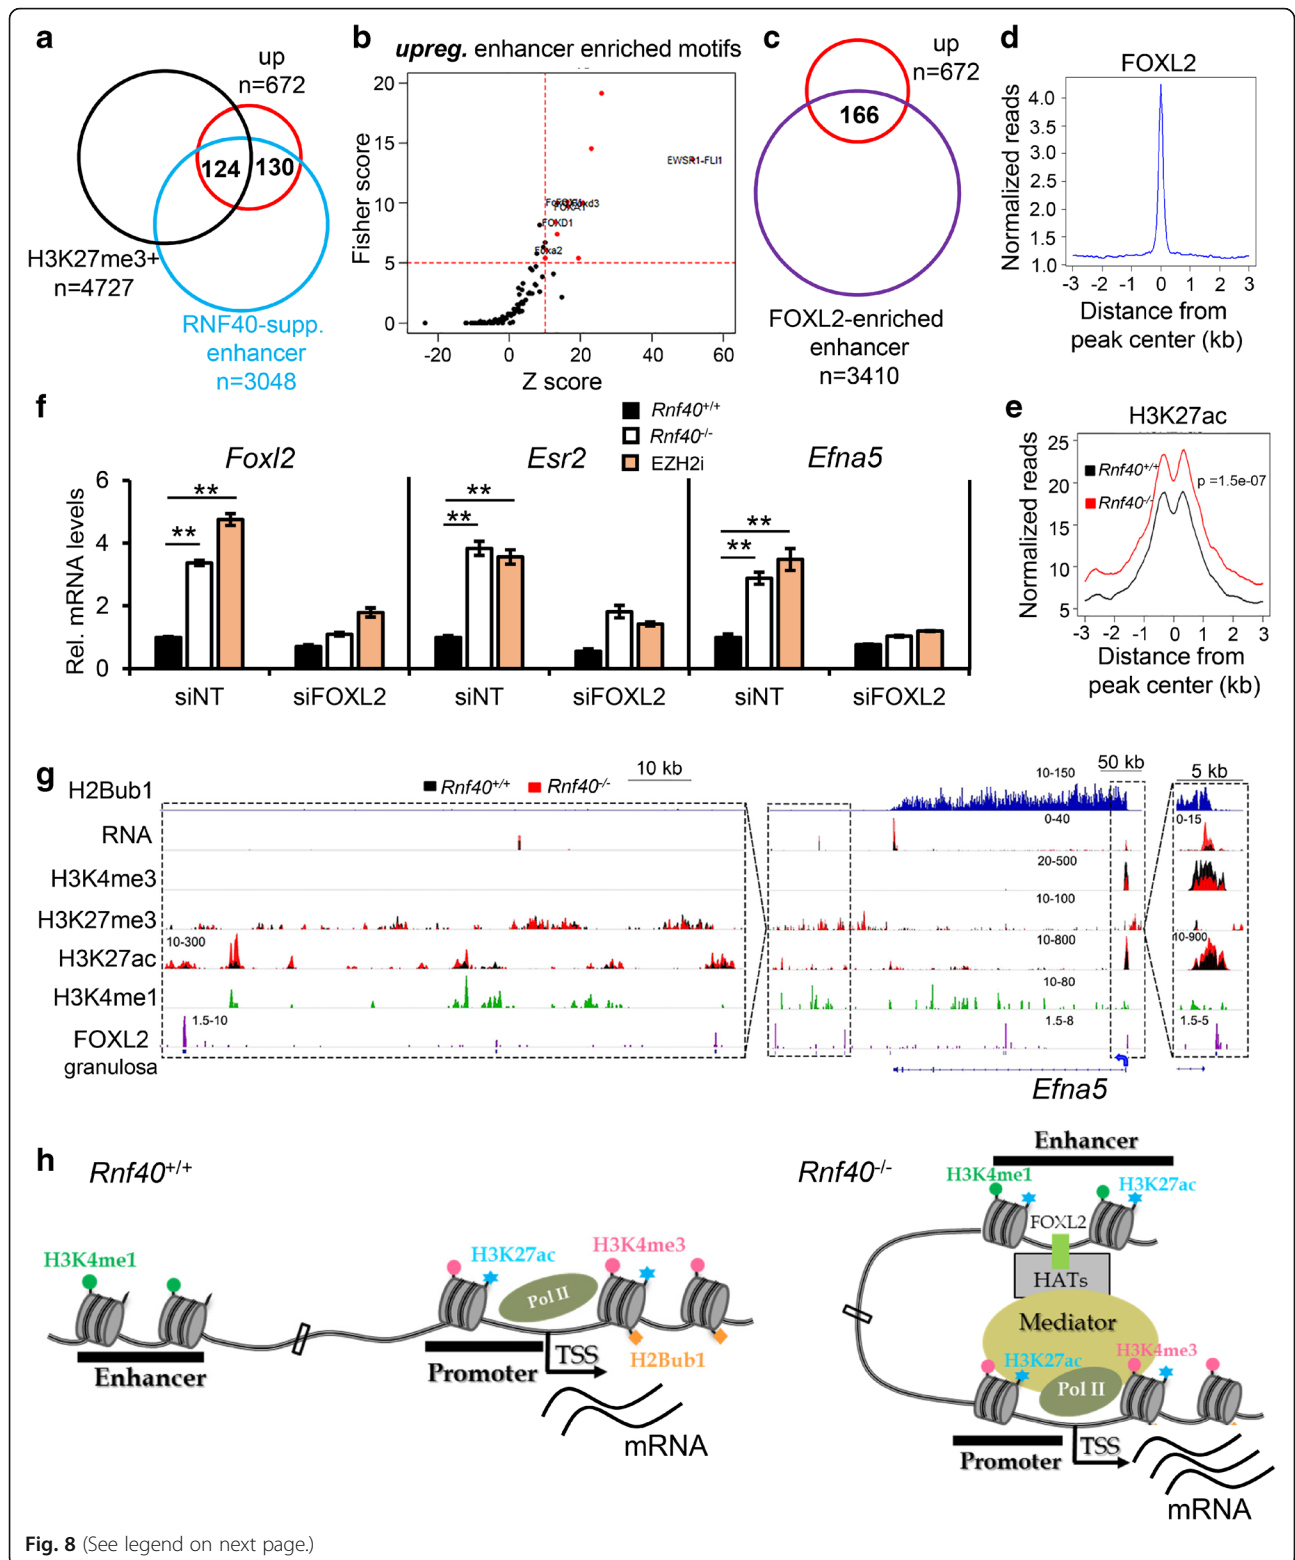 a
up
n=672
124
130
H3K27me3+
n=4727
RNF40-supp.
enhancer
n=3048
b
upreg. enhancer enriched motifs
Fisher score
20
15
10
5
0
EWSR1-FLI1
FOXA1
Foxd3
FOXD1
Foxa2
-20
0
20
40
60
Z score
c
up
n=672
166
FOXL2-enriched
enhancer
n=3410
d
FOXL2
Normalized reads
4.0
3.5
3.0
2.5
2.0
1.5
1.0
-3 -2 -1 0 1 2 3
Distance from
peak center (kb)
e
H3K27ac
Normalized reads
25
20
15
10
5
Rnf40+/+
Rnf40-/-
p =1.5e-07
-3 -2 -1 0 1 2 3
Distance from
peak center (kb)
f
Rnf40+/+
Rnf40-/-
EZH2i
Foxl2
Esr2
Efna5
Rel. mRNA levels
6
4
2
0
** **
** **
** **
siNT siFOXL2 siNT siFOXL2 siNT siFOXL2
g
Rnf40+/+ Rnf40-/-
10 kb
50 kb
5 kb
H2Bub1
10-150
RNA
0-40
0-15
H3K4me3
20-500
H3K27me3
10-100
H3K27ac
10-300
10-800
10-900
H3K4me1
10-80
FOXL2
granulosa
1.5-10
1.5-8
1.5-5
Efna5
h
Rnf40+/+
H3K4me1
Enhancer
H3K27ac
H3K4me3
Pol II
Promoter
TSS
H2Bub1
mRNA
Rnf40-/-
Enhancer
H3K4me1
H3K27ac
FOXL2
HATs
Mediator
H3K27ac
H3K4me3
Pol II
Promoter
TSS
mRNA
Fig. 8 (See legend on next page.)